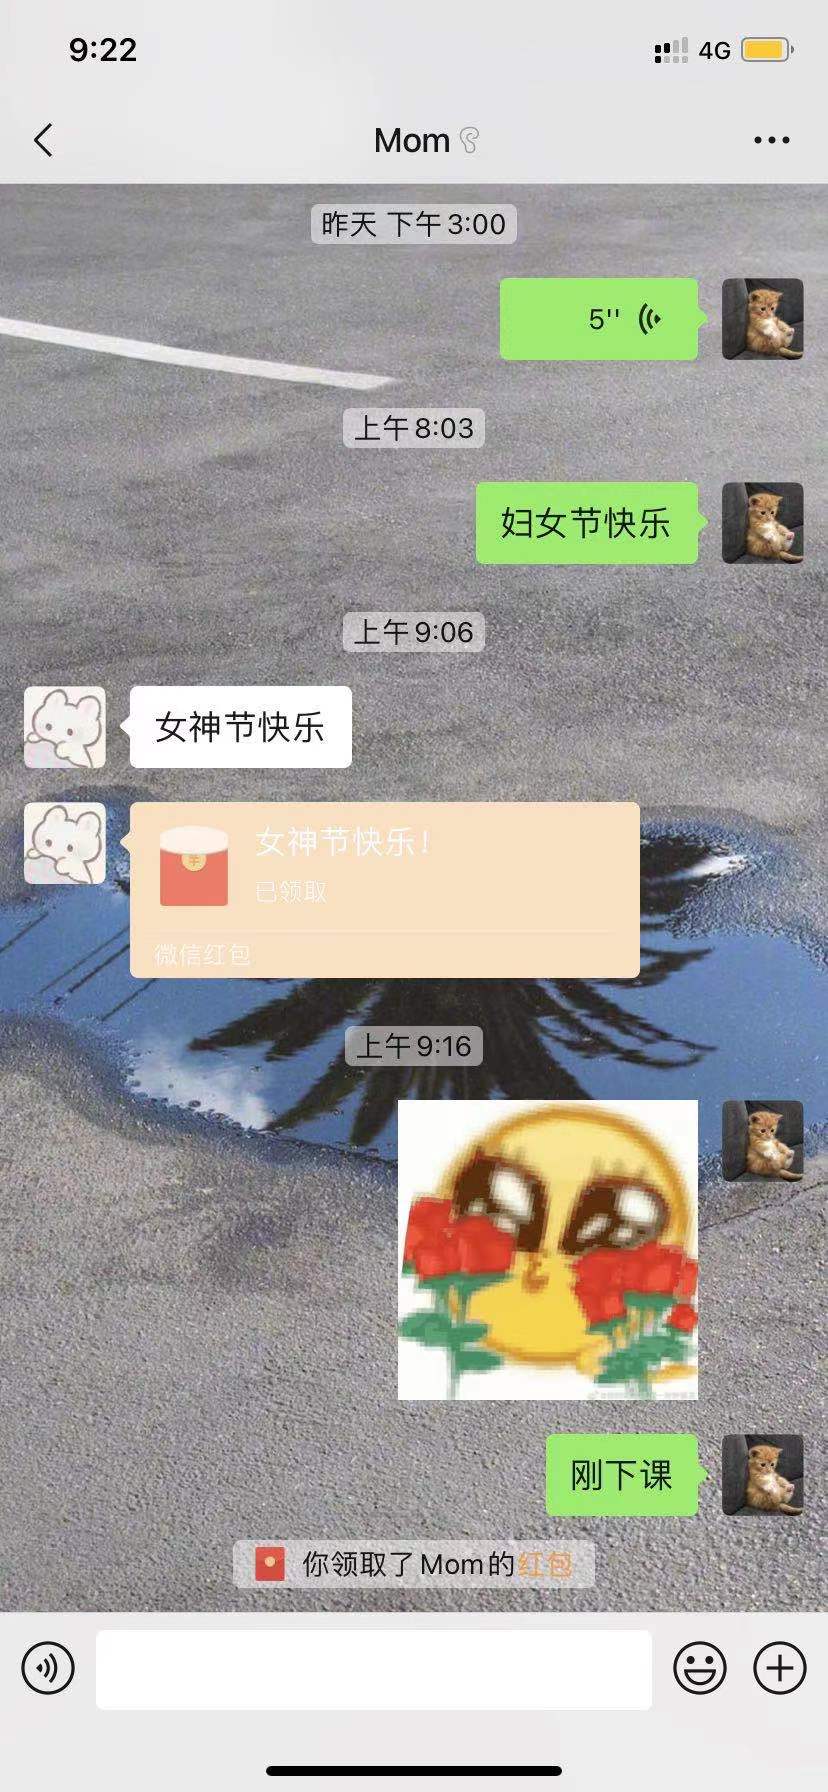 9:22
4G
Mom
昨天 下午3:00
5''
上午8:03
妇女节快乐
上午9:06
女神节快乐
女神节快乐！
已领取
微信红包
上午9:16
刚下课
你领取了Mom的红包